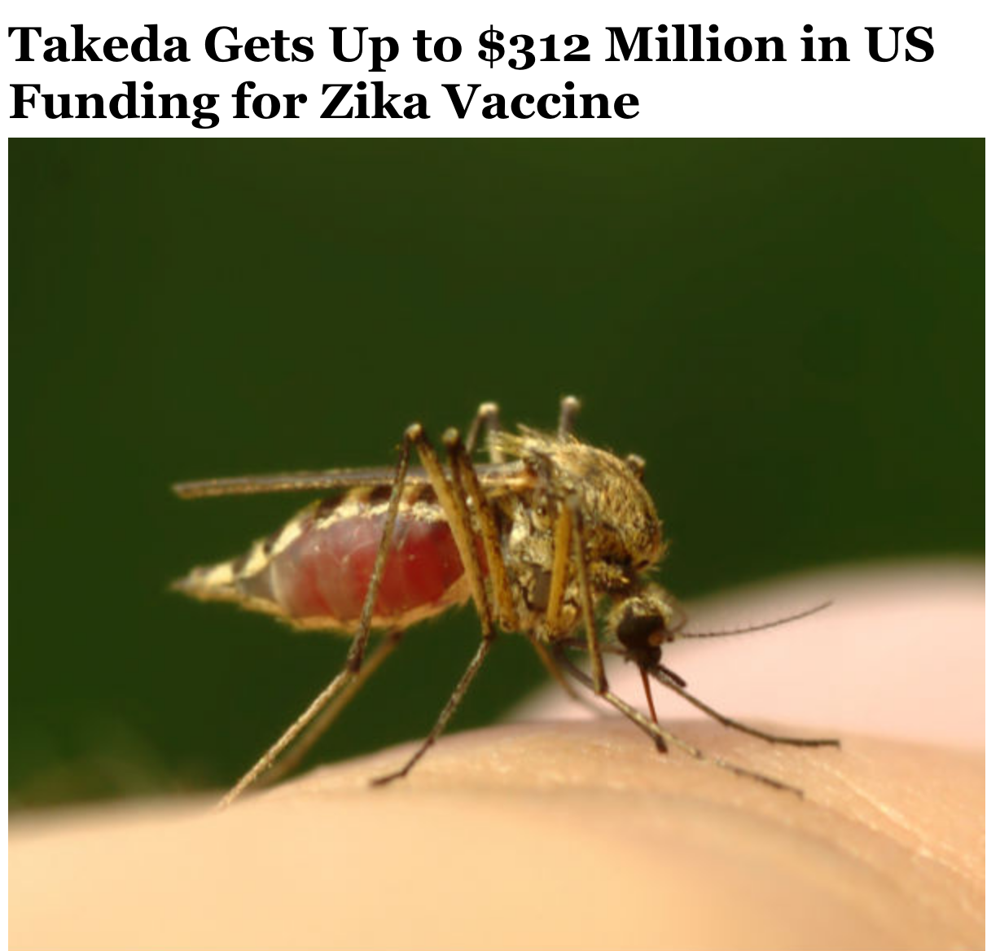 Takeda Gets Up to $312 Million in US
Funding for Zika Vaccine